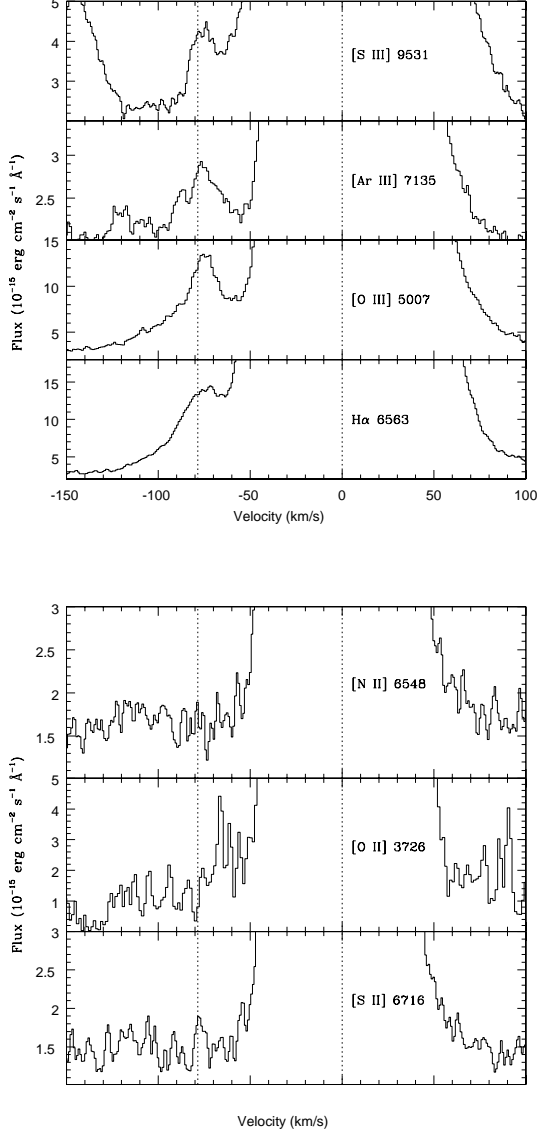 5
4
3
[S III] 9531
3
2.5
[Ar III] 7135
15
10
5
[O III] 5007
15
10
5
Hα 6563
Flux (10⁻¹⁵ erg cm⁻² s⁻¹ Å⁻¹)
-150 -100 -50 0 50 100
Velocity (km/s)
3
2.5
2
1.5
[N II] 6548
5
4
3
2
1
[O II] 3726
3
2.5
2
1.5
[S II] 6716
Flux (10⁻¹⁵ erg cm⁻² s⁻¹ Å⁻¹)
Velocity (km/s)